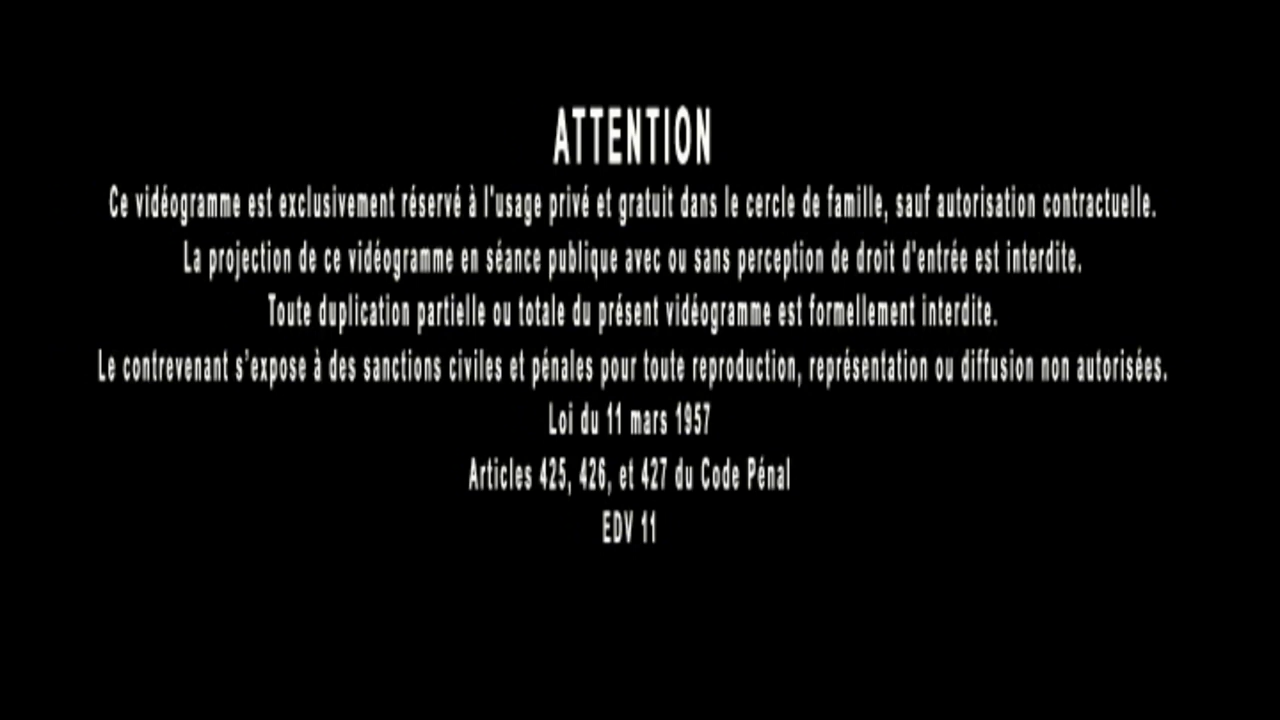 ATTENTION
Ce vidéogramme est exclusivement réservé à l'usage privé et gratuit dans le cercle de famille, sauf autorisation contractuelle.
La projection de ce vidéogramme en séance publique avec ou sans perception de droit d'entrée est interdite.
Toute duplication partielle ou totale du présent vidéogramme est formellement interdite.
Le contrevenant s'expose à des sanctions civiles et pénales pour toute reproduction, représentation ou diffusion non autorisées.
Loi du 11 mars 1957
Articles 425, 426, et 427 du Code Pénal
EDV 11